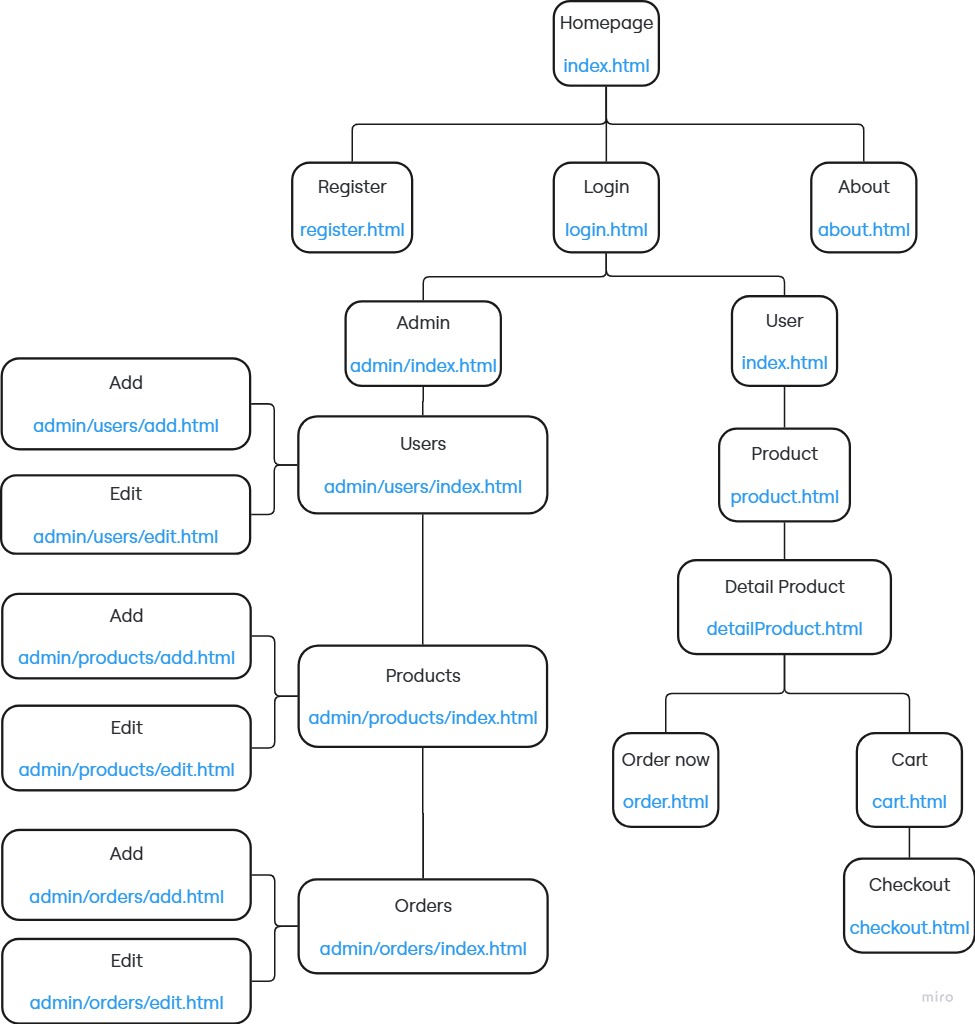 Homepage
index.html
Register
register.html
Login
login.html
About
about.html
Admin
admin/index.html
User
index.html
Add
admin/users/add.html
Users
admin/users/index.html
Edit
admin/users/edit.html
Product
product.html
Detail Product
detailProduct.html
Add
admin/products/add.html
Products
admin/products/index.html
Edit
admin/products/edit.html
Order now
order.html
Cart
cart.html
Add
admin/orders/add.html
Orders
admin/orders/index.html
Edit
admin/orders/edit.html
Checkout
checkout.html
miro